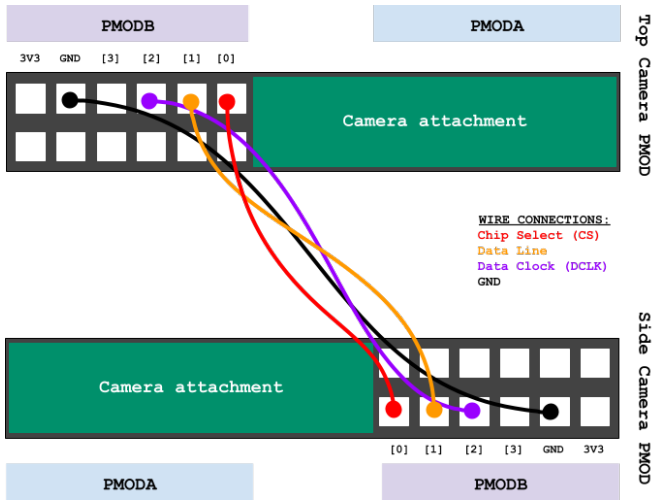 PMODB
PMODA
3V3 GND [3] [2] [1] [0]
Camera attachment
Top Camera PMOD
WIRE CONNECTIONS:
Chip Select (CS)
Data Line
Data Clock (DCLK)
GND
Camera attachment
Side Camera PMOD
[0] [1] [2] [3] GND 3V3
PMODA
PMODB